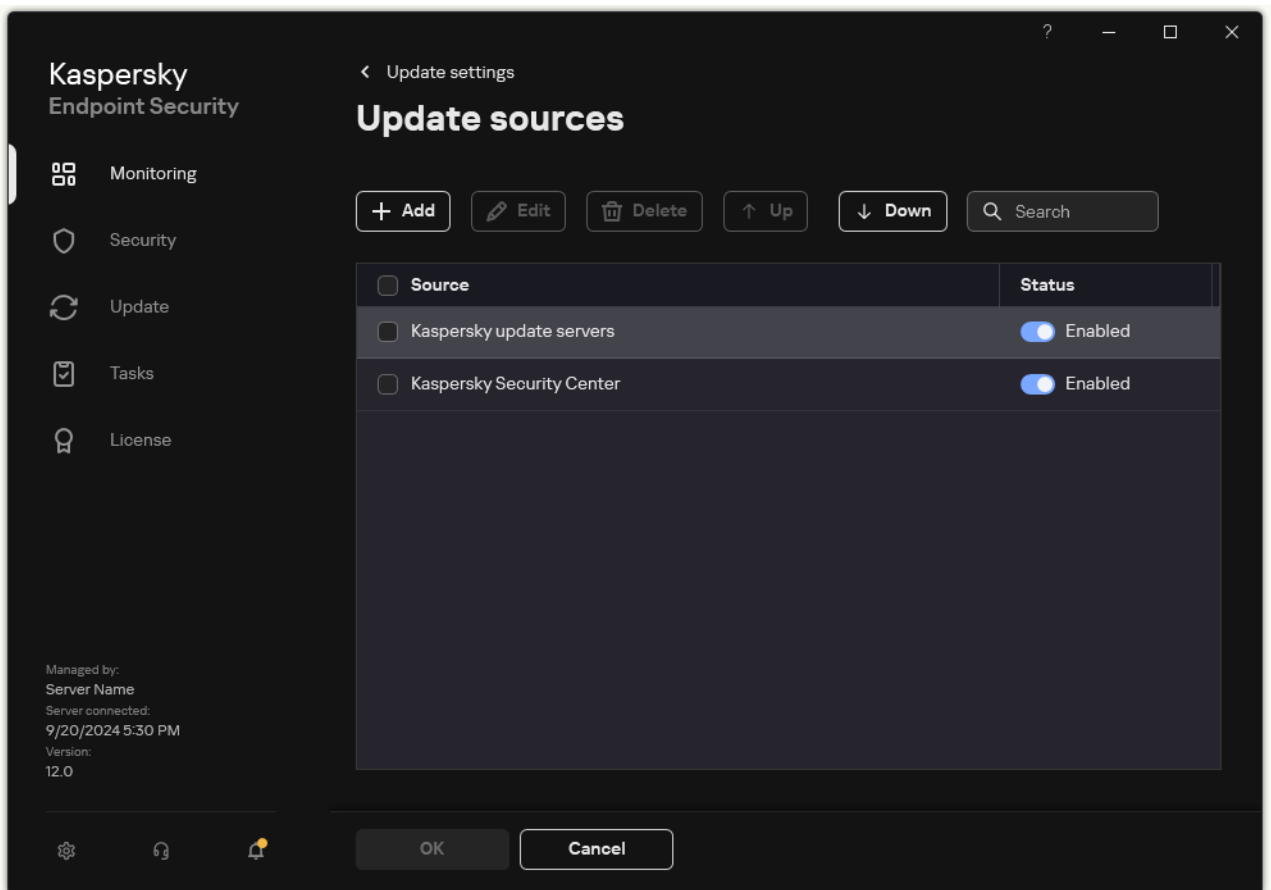 ?
Kaspersky
Endpoint Security
Monitoring
Security
Update
Tasks
License
Managed by:
Server Name
Server connected:
9/20/2024 5:30 PM
Version:
12.0
Update settings
Update sources
Add Edit Delete Up Down Search
Source Status
Kaspersky update servers Enabled
Kaspersky Security Center Enabled
OK Cancel